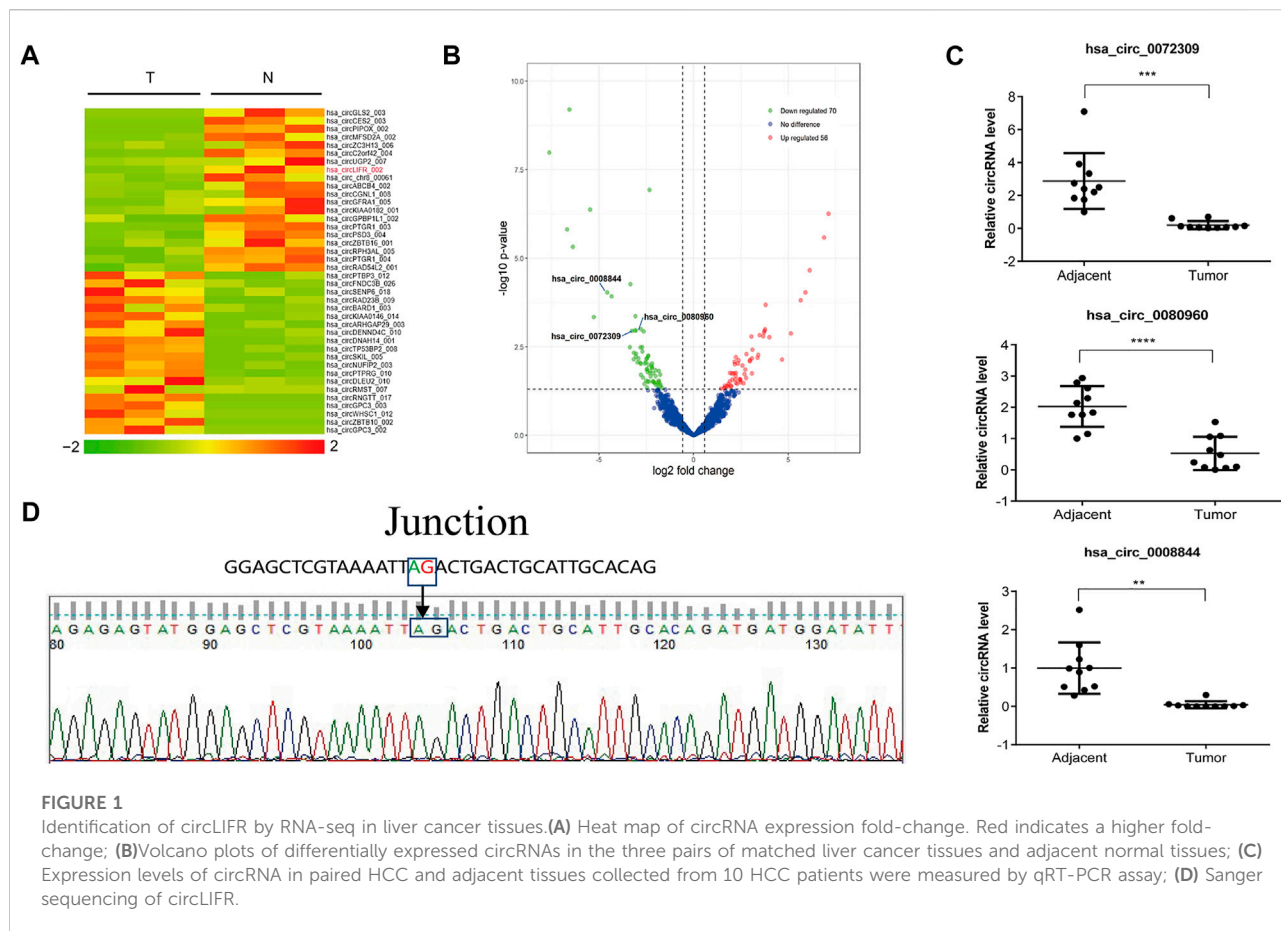 A
T
N
hsa_circGLS2_003
hsa_circCES2_003
hsa_circPIPOX_002
hsa_circMFSD2A_002
hsa_circZC3H13_006
hsa_circC2orf42_004
hsa_circUGP2_007
hsa_circLIFR_002
hsa_circ_chr8_00061
hsa_circABCB4_002
hsa_circCGNL1_008
hsa_circGFRA1_005
hsa_circKIAA0182_001
hsa_circGPBP1L1_002
hsa_circPTGR1_003
hsa_circPSD3_004
hsa_circZBTB16_001
hsa_circRPH3AL_005
hsa_circPTGR1_004
hsa_circRAD54L2_001
hsa_circPTBP3_012
hsa_circFNDC3B_026
hsa_circSENP6_018
hsa_circRAD23B_009
hsa_circBARD1_003
hsa_circKIAA0146_014
hsa_circARHGAP29_003
hsa_circDENND4C_010
hsa_circDNAH14_001
hsa_circTP53BP2_008
hsa_circSKIL_005
hsa_circNUFIP2_003
hsa_circPTPRG_010
hsa_circDLEU2_010
hsa_circRMST_007
hsa_circRNGTT_017
hsa_circGPC3_003
hsa_circWHSC1_012
hsa_circZBTB10_002
hsa_circGPC3_002
−2
2
B
10.0
7.5
5.0
2.5
0.0
-log10 p-value
-5
0
5
log2 fold change
Down regulated 70
No difference
Up regulated 56
hsa_circ_0008844
hsa_circ_0080960
hsa_circ_0072309
C
hsa_circ_0072309
***
Relative circRNA level
8
6
4
2
0
-2
Adjacent
Tumor
hsa_circ_0080960
****
Relative circRNA level
4
3
2
1
0
-1
Adjacent
Tumor
hsa_circ_0008844
**
Relative circRNA level
3
2
1
0
-1
Adjacent
Tumor
D
Junction
GGAGCTCGTAAAATTAGACTGACTGCATTGCACAG
AGAGAGTATGGAGCTCGTAAAATTAGACTGACTGCATTGCACAGATGATGGATATT
80 90 100 110 120 130
FIGURE 1
Identification of circLIFR by RNA-seq in liver cancer tissues.(A) Heat map of circRNA expression fold-change. Red indicates a higher fold-
change; (B)Volcano plots of differentially expressed circRNAs in the three pairs of matched liver cancer tissues and adjacent normal tissues; (C)
Expression levels of circRNA in paired HCC and adjacent tissues collected from 10 HCC patients were measured by qRT-PCR assay; (D) Sanger
sequencing of circLIFR.